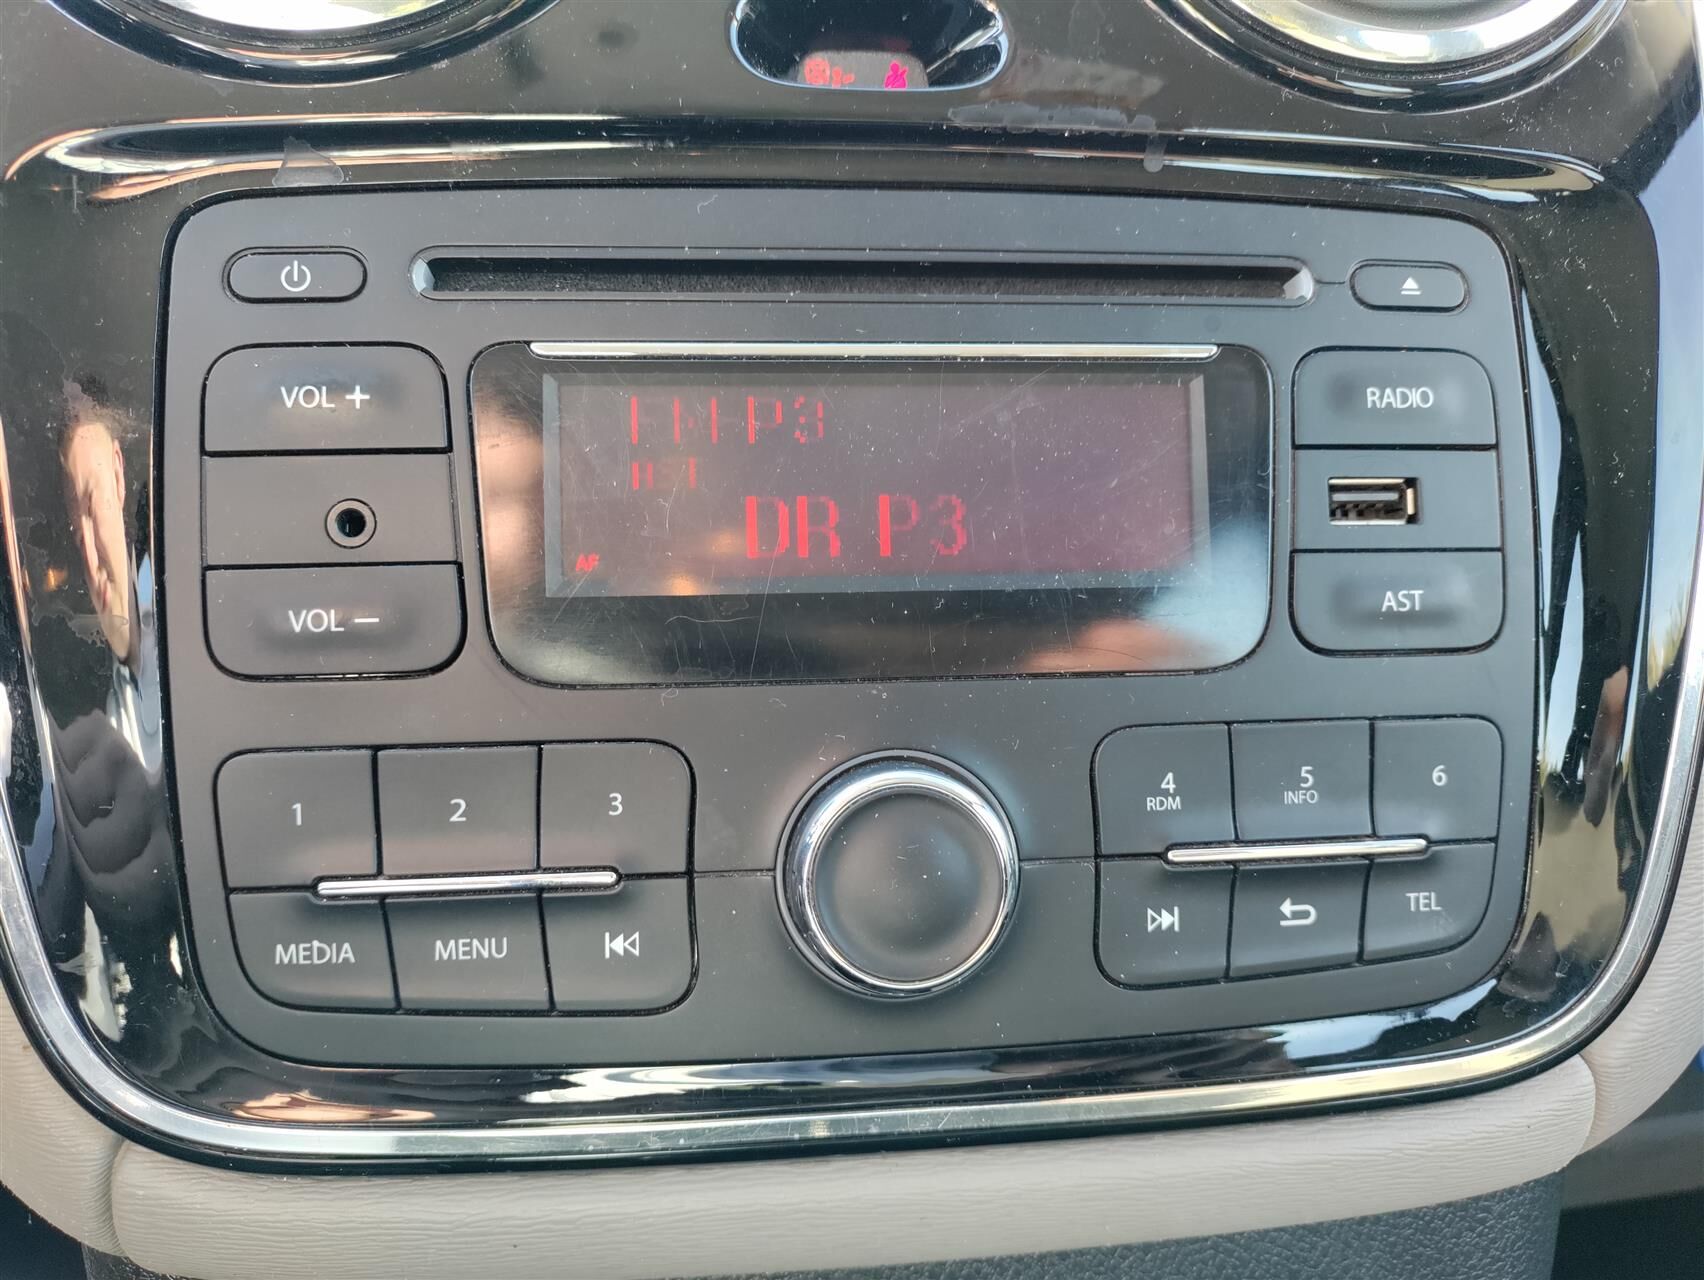 VOL +
VOL −
FM P3
AST
DR P3
AF
RADIO
AST
1
2
3
MEDIA
MENU
4
RDM
5
INFO
6
TEL